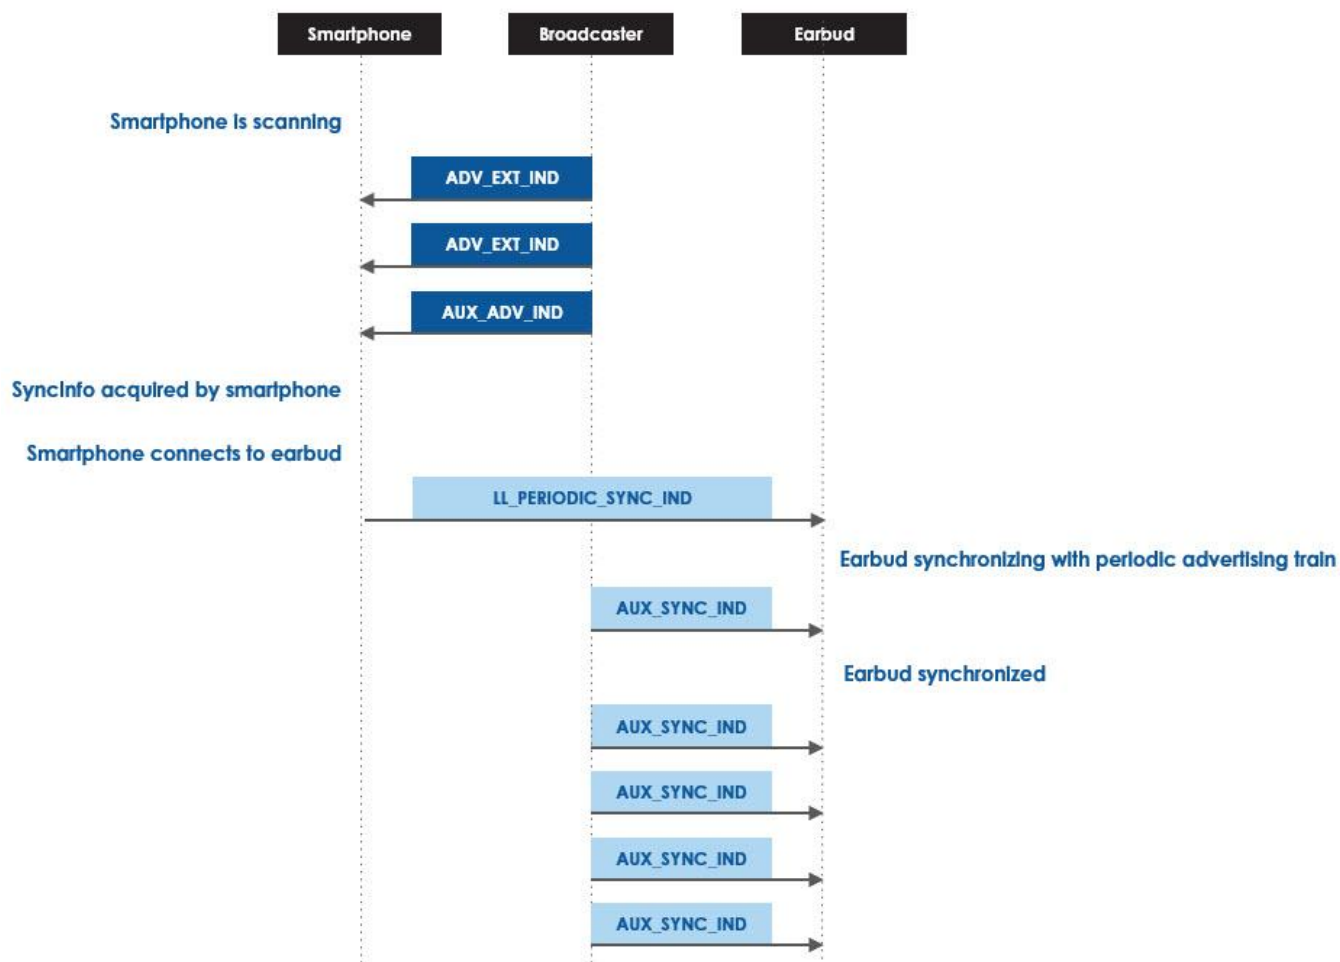 Smartphone Broadcaster Earbud
Smartphone is scanning
ADV_EXT_IND
ADV_EXT_IND
AUX_ADV_IND
SyncInfo acquired by smartphone
Smartphone connects to earbud
LL_PERIODIC_SYNC_IND
Earbud synchronizing with periodic advertising train
AUX_SYNC_IND
Earbud synchronized
AUX_SYNC_IND
AUX_SYNC_IND
AUX_SYNC_IND
AUX_SYNC_IND